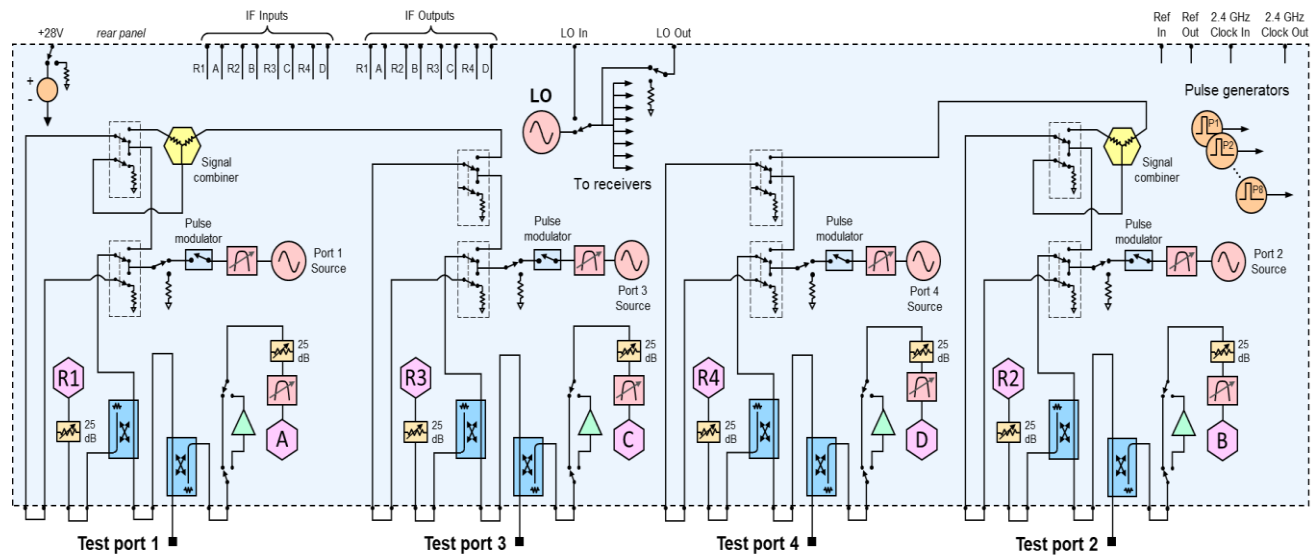 IF Inputs
IF Outputs
Ref In
Ref Out
2.4 GHz Clock In
2.4 GHz Clock Out
+28V
rear panel
LO In
LO Out
R1 A R2 B R3 C R4 D
R1 A R2 B R3 C R4 D
+
-
LO
To receivers
Pulse generators
P1
P2
P8
Signal combiner
Signal combiner
Pulse modulator
Port 1 Source
Pulse modulator
Port 3 Source
Pulse modulator
Port 4 Source
Pulse modulator
Port 2 Source
R1
25 dB
25 dB
A
R3
25 dB
25 dB
C
R4
25 dB
25 dB
D
R2
25 dB
25 dB
B
Test port 1
Test port 3
Test port 4
Test port 2